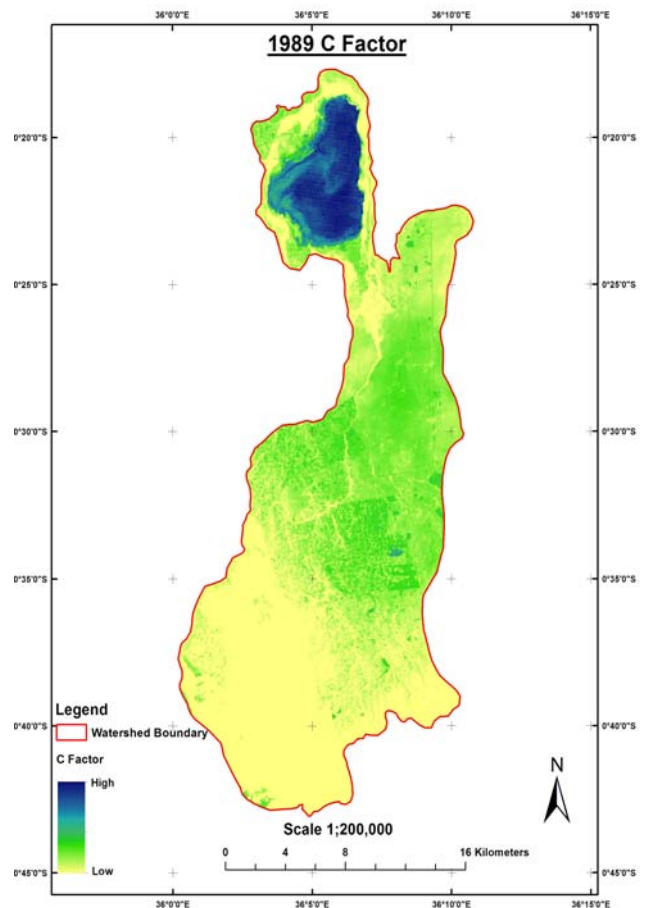 36°0'0"E 36°5'0"E 36°10'0"E 36°15'0"E
1989 C Factor
0°20'0"S 0°20'0"S
0°25'0"S 0°25'0"S
0°30'0"S 0°30'0"S
0°35'0"S 0°35'0"S
Legend
Watershed Boundary
0°40'0"S 0°40'0"S
C Factor
High
Low
N
Scale 1;200,000
0 4 8 16 Kilometers
0°45'0"S 0°45'0"S
36°0'0"E 36°5'0"E 36°10'0"E 36°15'0"E